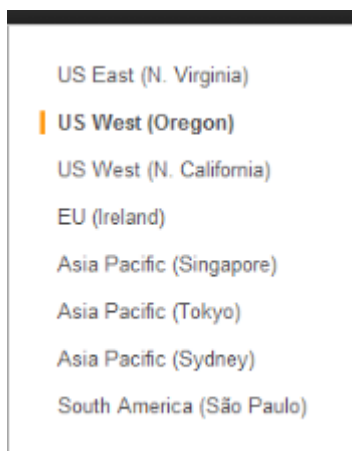 US East (N. Virginia)
US West (Oregon)
US West (N. California)
EU (Ireland)
Asia Pacific (Singapore)
Asia Pacific (Tokyo)
Asia Pacific (Sydney)
South America (São Paulo)